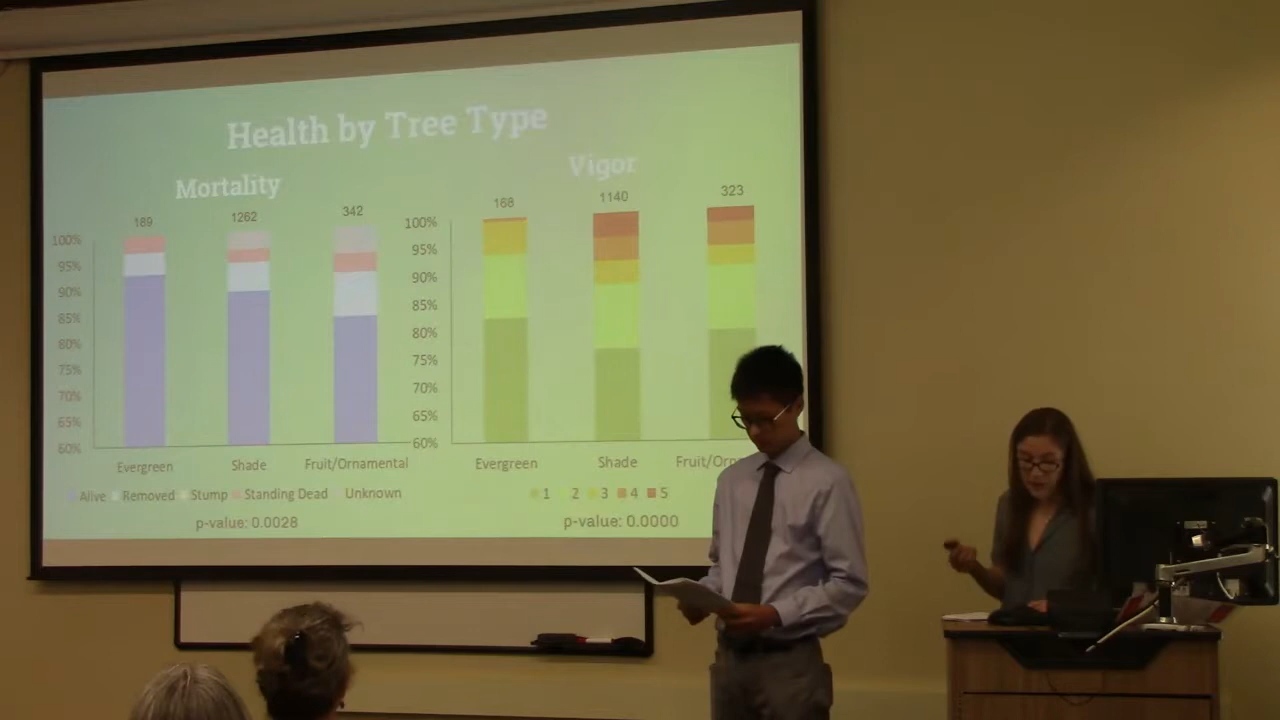 Health by Tree Type
Mortality
189
1262
342
100%
95%
90%
85%
80%
75%
70%
65%
60%
Evergreen
Shade
Fruit/Ornamental
Alive Removed Stump Standing Dead Unknown
p-value: 0.0028
Vigor
168
1140
323
100%
95%
90%
85%
80%
75%
70%
65%
60%
Evergreen
Shade
1 2 3 4 5
p-value: 0.0000